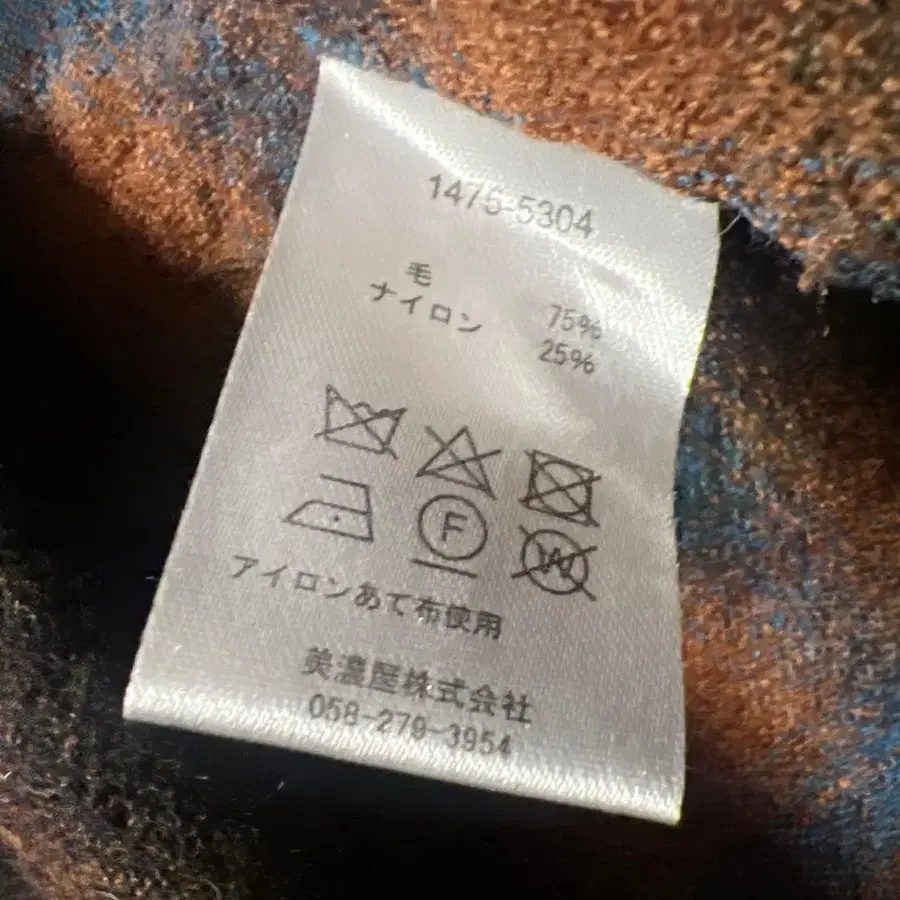 1475-5304
毛 75%
ナイロン 25%
F
W
アイロンあて布使用
美濃屋株式会社
058-279-3954